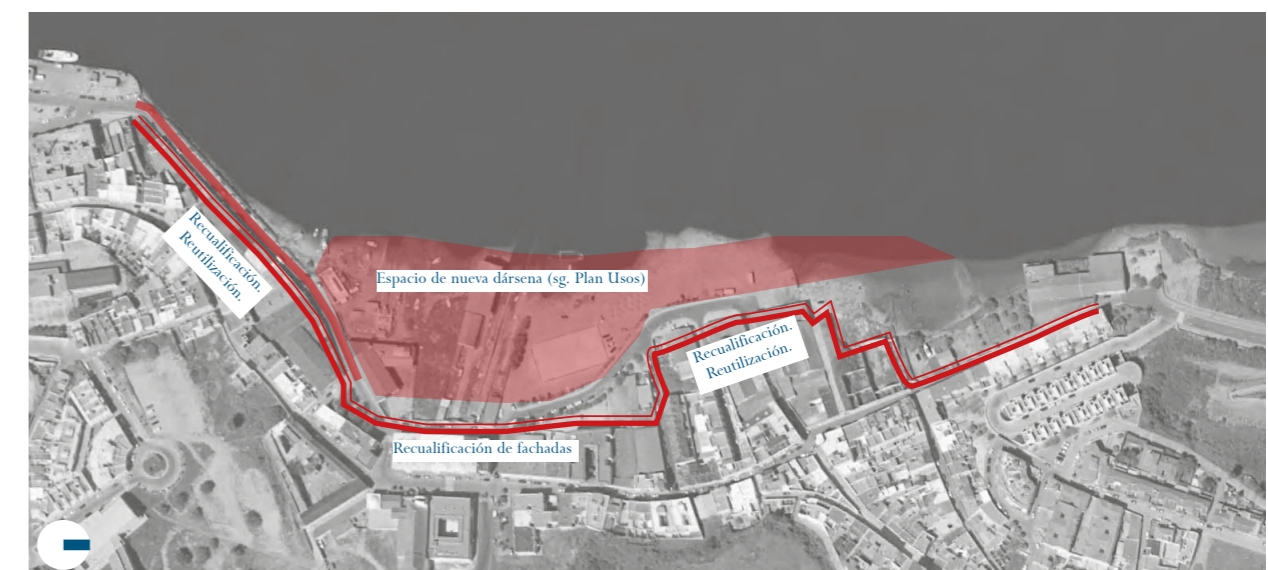 Recualificación.
Reutilización.
Espacio de nueva dársena (sg. Plan Usos)
Recualificación.
Reutilización.
Recualificación de fachadas